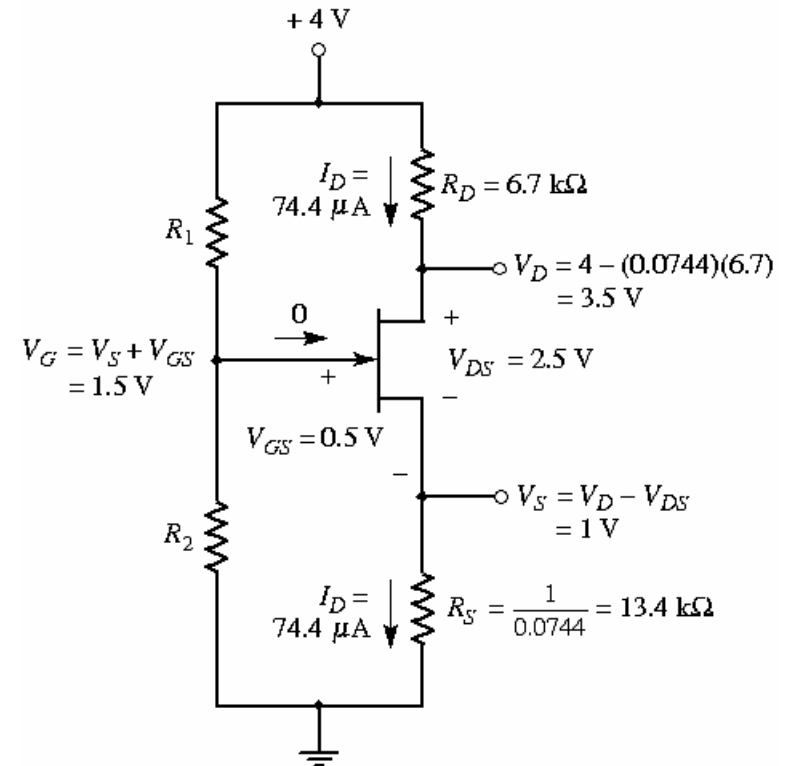 + 4 V
I_D =
74.4 μA
R_D = 6.7 kΩ
R_1
V_D = 4 – (0.0744)(6.7)
= 3.5 V
0
+
V_G = V_S + V_GS
= 1.5 V
+
V_DS = 2.5 V
–
V_GS = 0.5 V
–
V_S = V_D – V_DS
= 1 V
R_2
I_D =
74.4 μA
R_S = 1/0.0744 = 13.4 kΩ